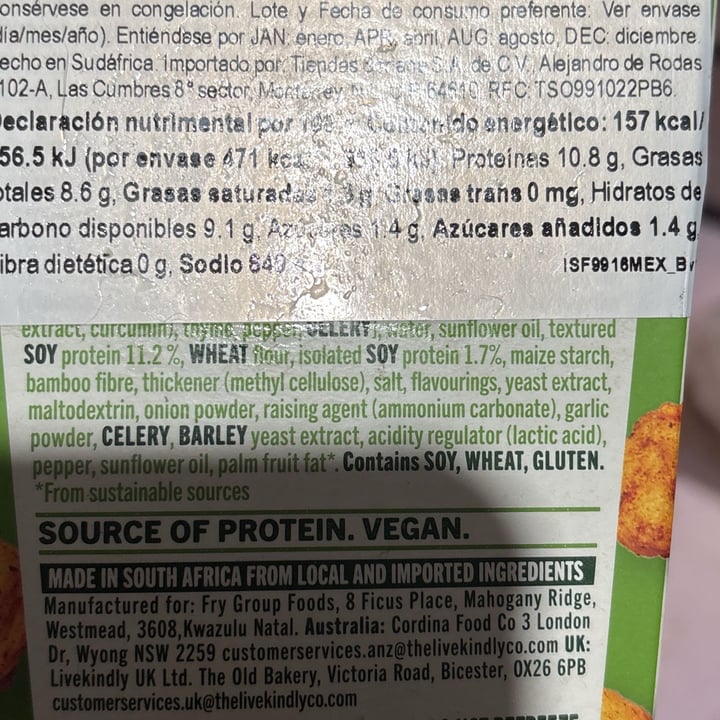 onsérvese en congelación. Lote y Fecha de consumo preferente: Ver envase
día/mes/año). Entiéndase por JAN: enero, APR: abril, AUG: agosto, DEC: diciembre.
echo en Sudáfrica. Importado por: Tiendas S.A. de C.V. Alejandro de Rodas
102-A, Las Cumbres 8° sector, Monterrey 64610 RFC: TSO991022PB6.
eclaración nutrimental por Contenido energético: 157 kcal/
56.5 kJ (por envase 471 Proteínas 10.8 g, Grasas
otales 8.6 g, Grasas saturadas Grasas trans 0 mg, Hidratos de
arbono disponibles 9.1 g, Azúcares 1.4 g, Azúcares añadidos 1.4 g
ibra dietética 0 g, Sodio ISF9916MEX_B
extract, curcumin), thyme, pepper, CELERY), water, sunflower oil, textured
SOY protein 11.2 %, WHEAT flour, isolated SOY protein 1.7%, maize starch,
bamboo fibre, thickener (methyl cellulose), salt, flavourings, yeast extract,
maltodextrin, onion powder, raising agent (ammonium carbonate), garlic
powder, CELERY, BARLEY yeast extract, acidity regulator (lactic acid),
pepper, sunflower oil, palm fruit fat*. Contains SOY, WHEAT, GLUTEN.
*From sustainable sources
SOURCE OF PROTEIN. VEGAN.
MADE IN SOUTH AFRICA FROM LOCAL AND IMPORTED INGREDIENTS
Manufactured for: Fry Group Foods, 8 Ficus Place, Mahogany Ridge,
Westmead, 3608,Kwazulu Natal. Australia: Cordina Food Co 3 London
Dr, Wyong NSW 2259 customerservices.anz@thelivekindlyco.com UK:
Livekindly UK Ltd. The Old Bakery, Victoria Road, Bicester, OX26 6PB
customerservices.uk@thelivekindlyco.com